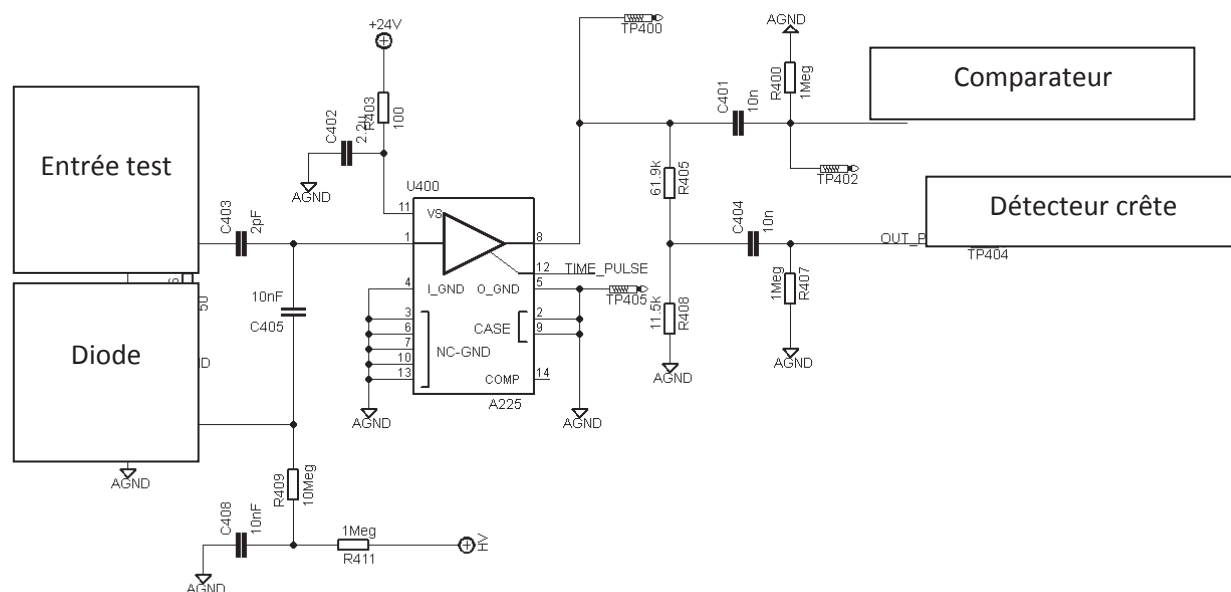 AGND
+24V
TP400
R400
1Meg
Comparateur
C401
10n
R403
100
C402
2.2u
AGND
Entrée test
U400
TP402
61.9k
R405
Détecteur crête
C403
2pF
11
VS
C404
10n
1
8
OUT_P
TP404
12
TIME_PULSE
4
I_GND
O_GND
5
TP405
1Meg
R407
50
10nF
C405
3
2
6
CASE
9
11.5k
R408
7
NC-GND
10
13
COMP
14
Diode
AGND
AGND
A225
AGND
AGND
AGND
R409
10Meg
C408
10nF
1Meg
R411
HV
AGND